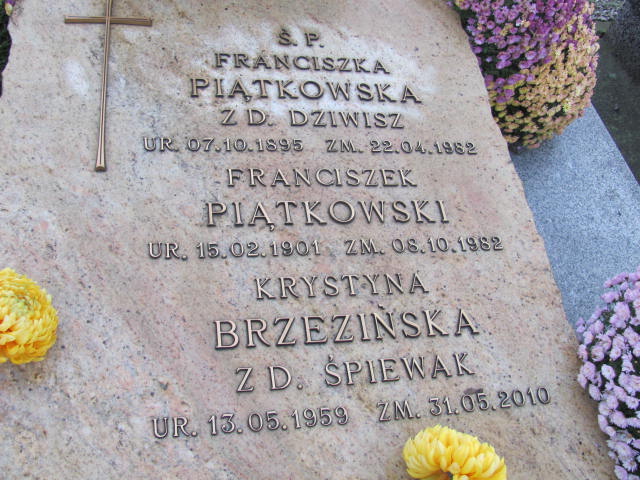 Ś. P.
FRANCISZKA
PIĄTKOWSKA
Z D. DZIWISZ
UR. 07.10.1895 ZM. 22.04.1982
FRANCISZEK
PIĄTKOWSKI
UR. 15.02.1901 ZM. 08.10.1982
KRYSTYNA
BRZEZIŃSKA
Z D. ŚPIEWAK
UR. 13.05.1959 ZM. 31.05.2010